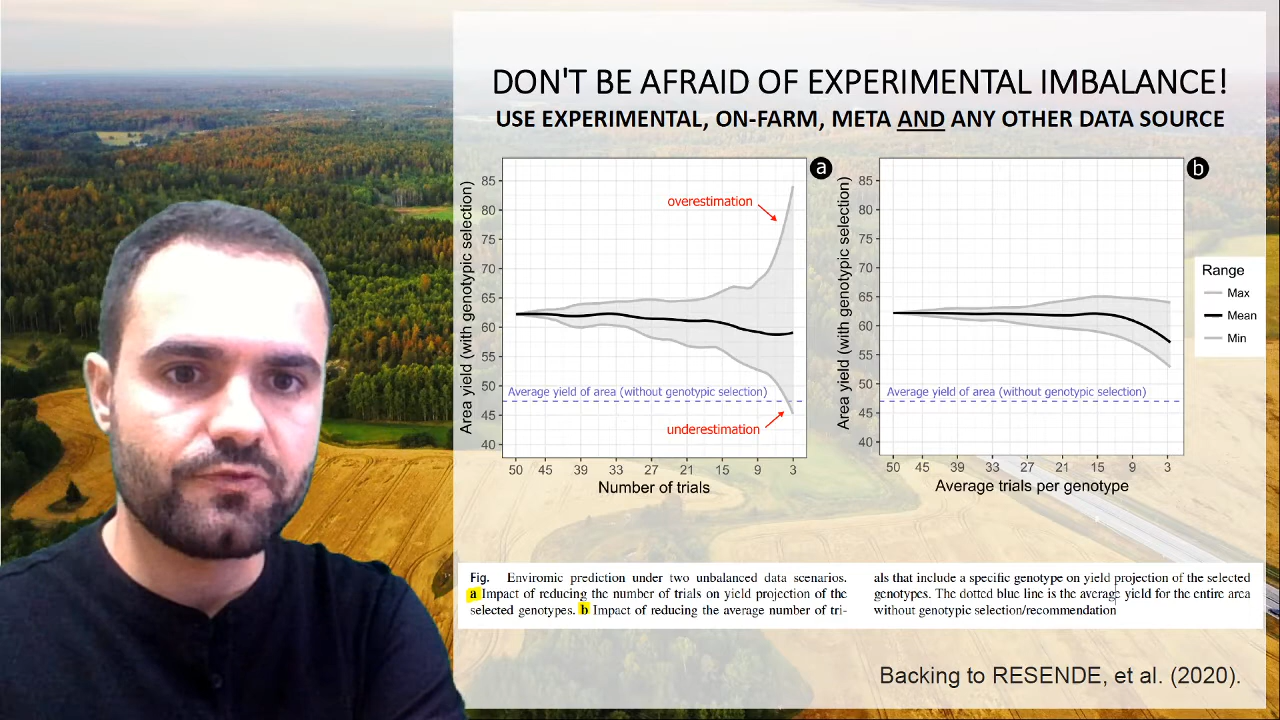 DON'T BE AFRAID OF EXPERIMENTAL IMBALANCE!
USE EXPERIMENTAL, ON-FARM, META AND ANY OTHER DATA SOURCE
a
Area yield (with genotypic selection)
85
80
75
70
65
60
55
50
45
40
overestimation
Average yield of area (without genotypic selection)
underestimation
50 45 39 33 27 21 15 9 3
Number of trials
b
Area yield (with genotypic selection)
85
80
75
70
65
60
55
50
45
40
Average yield of area (without genotypic selection)
50 45 39 33 27 21 15 9 3
Average trials per genotype
Range
Max
Mean
Min
Fig. Enviromic prediction under two unbalanced data scenarios.
a Impact of reducing the number of trials on yield projection of the
selected genotypes. b Impact of reducing the average number of tri-
als that include a specific genotype on yield projection of the selected
genotypes. The dotted blue line is the average yield for the entire area
without genotypic selection/recommendation
Backing to RESENDE, et al. (2020).